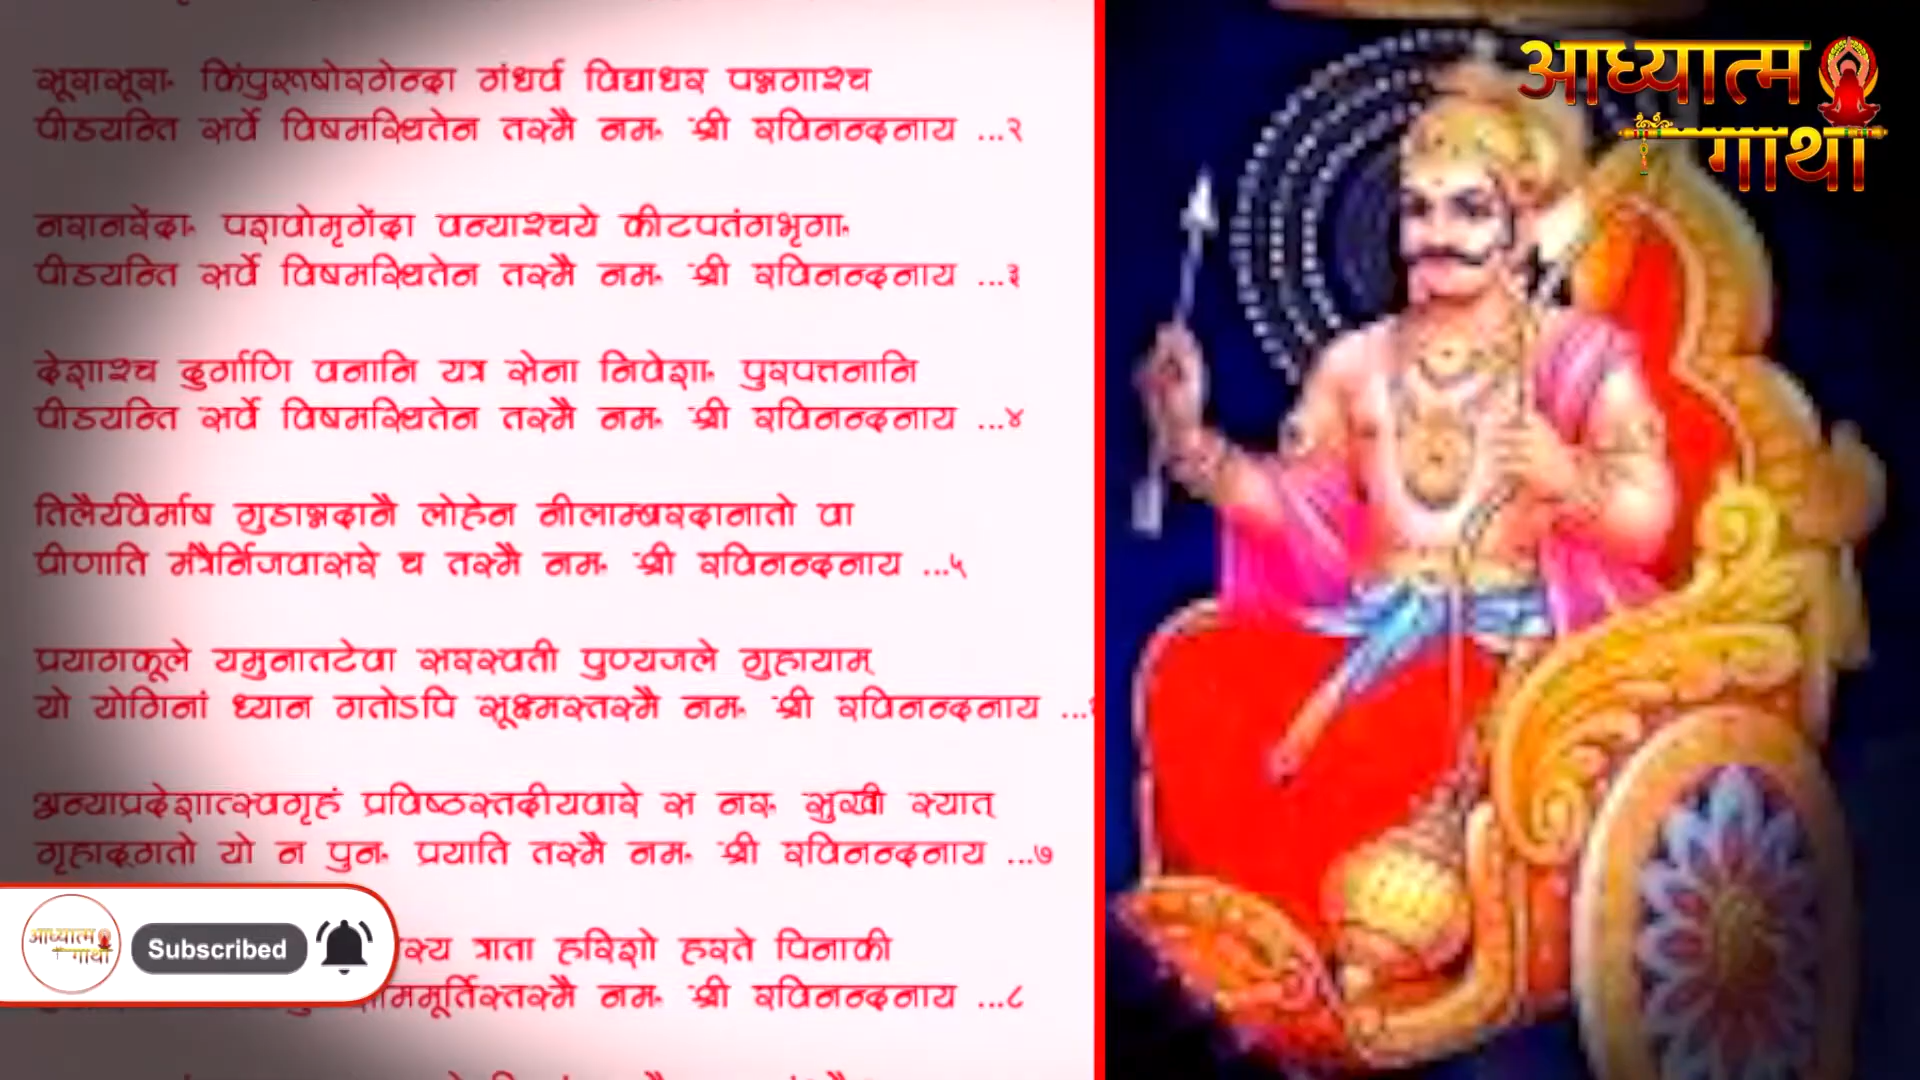 सूरासूराः किंपुरूषोरगेन्द्रा गंधर्व विद्याधर पन्नगाश्च
पीडयन्ति सर्वे विषमस्थितेन तस्मै नमः श्री रविनन्दनाय ...२
नरानरेंद्राः पशवोमृगेंद्रा वन्याश्चये कीटपतंगभृगाः
पीडयन्ति सर्वे विषमस्थितेन तस्मै नमः श्री रविनन्दनाय ...३
देशाश्च दुर्गाणि वनानि यत्र सेना निवेशाः पुरपत्तनानि
पीडयन्ति सर्वे विषमस्थितेन तस्मै नमः श्री रविनन्दनाय ...४
तिलैर्यवैर्माष गुडान्नदानै लोहेन नीलाम्बरदानातो वा
प्रीणाति मंत्रैर्निजवासरे च तस्मै नमः श्री रविनन्दनाय ...५
प्रयागकूले यमुनातटेवा सरस्वती पुण्यजले गुहायाम्
यो योगिनां ध्यान गतोऽपि सूक्ष्मस्तस्मै नमः श्री रविनन्दनाय ...
अन्याप्रदेशात्स्वगृहं प्रविष्ठस्तदीयवारे स नरः सुखी स्यात्
गृहाद्गतो यो न पुनः प्रयाति तस्मै नमः श्री रविनन्दनाय ...७
स्य त्राता हरिशो हरते पिनाकी
साममूर्तिस्तस्मै नमः श्री रविनन्दनाय ...८
आध्यात्म
गाथा
आध्यात्म
गाथा
Subscribed